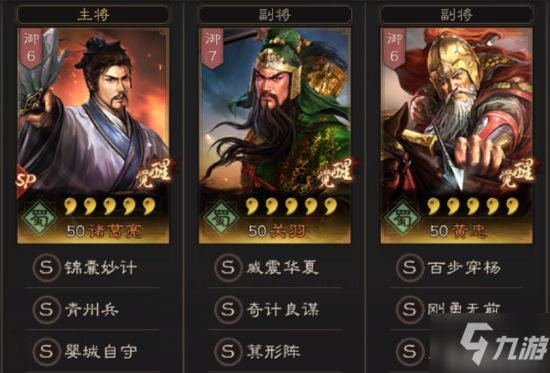 主将
副将
副将
御
6
御
7
御
6
SP
觉醒
觉醒
觉醒
蜀
50 诸葛亮
蜀
50 关羽
蜀
50 黄忠
S 锦囊妙计
S 威震华夏
S 百步穿杨
S 青州兵
S 奇计良谋
S 刚勇无前
S 婴城自守
S 箕形阵
S
九游